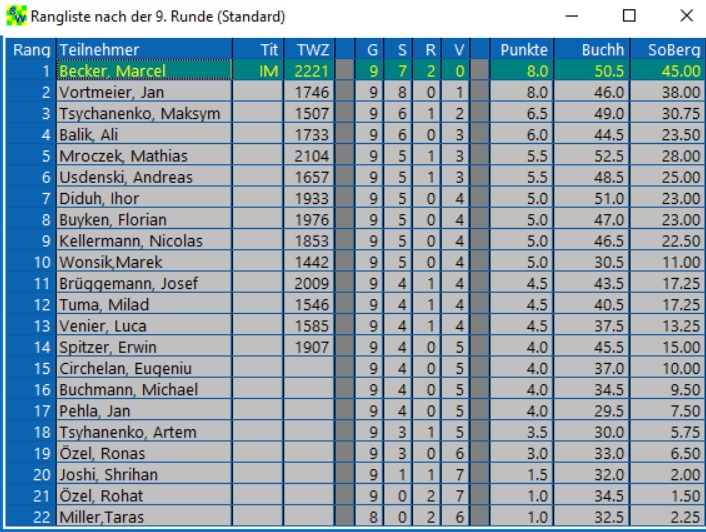 Rangliste nach der 9. Runde (Standard)
Rang Teilnehmer Tit TWZ G S R V Punkte Buchh SoBerg
1 Becker, Marcel IM 2221 9 7 2 0 8.0 50.5 45.00
2 Vortmeier, Jan 1746 9 8 0 1 8.0 46.0 38.00
3 Tsychanenko, Maksym 1507 9 6 1 2 6.5 49.0 30.75
4 Balik, Ali 1733 9 6 0 3 6.0 44.5 23.50
5 Mroczek, Mathias 2104 9 5 1 3 5.5 52.5 28.00
6 Usdenski, Andreas 1657 9 5 1 3 5.5 48.5 25.00
7 Diduh, Ihor 1933 9 5 0 4 5.0 51.0 23.00
8 Buyken, Florian 1976 9 5 0 4 5.0 47.0 23.00
9 Kellermann, Nicolas 1853 9 5 0 4 5.0 46.5 22.50
10 Wonsik,Marek 1442 9 5 0 4 5.0 30.5 11.00
11 Brüggemann, Josef 2009 9 4 1 4 4.5 43.5 17.25
12 Tuma, Milad 1546 9 4 1 4 4.5 40.5 17.25
13 Venier, Luca 1585 9 4 1 4 4.5 37.5 13.25
14 Spitzer, Erwin 1907 9 4 0 5 4.0 45.5 15.00
15 Circhelan, Eugeniu 9 4 0 5 4.0 37.0 10.00
16 Buchmann, Michael 9 4 0 5 4.0 34.5 9.50
17 Pehla, Jan 9 4 0 5 4.0 29.5 7.50
18 Tsyhanenko, Artem 9 3 1 5 3.5 30.0 5.75
19 Özel, Ronas 9 3 0 6 3.0 33.0 6.50
20 Joshi, Shrihan 9 1 1 7 1.5 32.0 2.00
21 Özel, Rohat 9 0 2 7 1.0 34.5 1.50
22 Miller,Taras 8 0 2 6 1.0 32.5 2.25